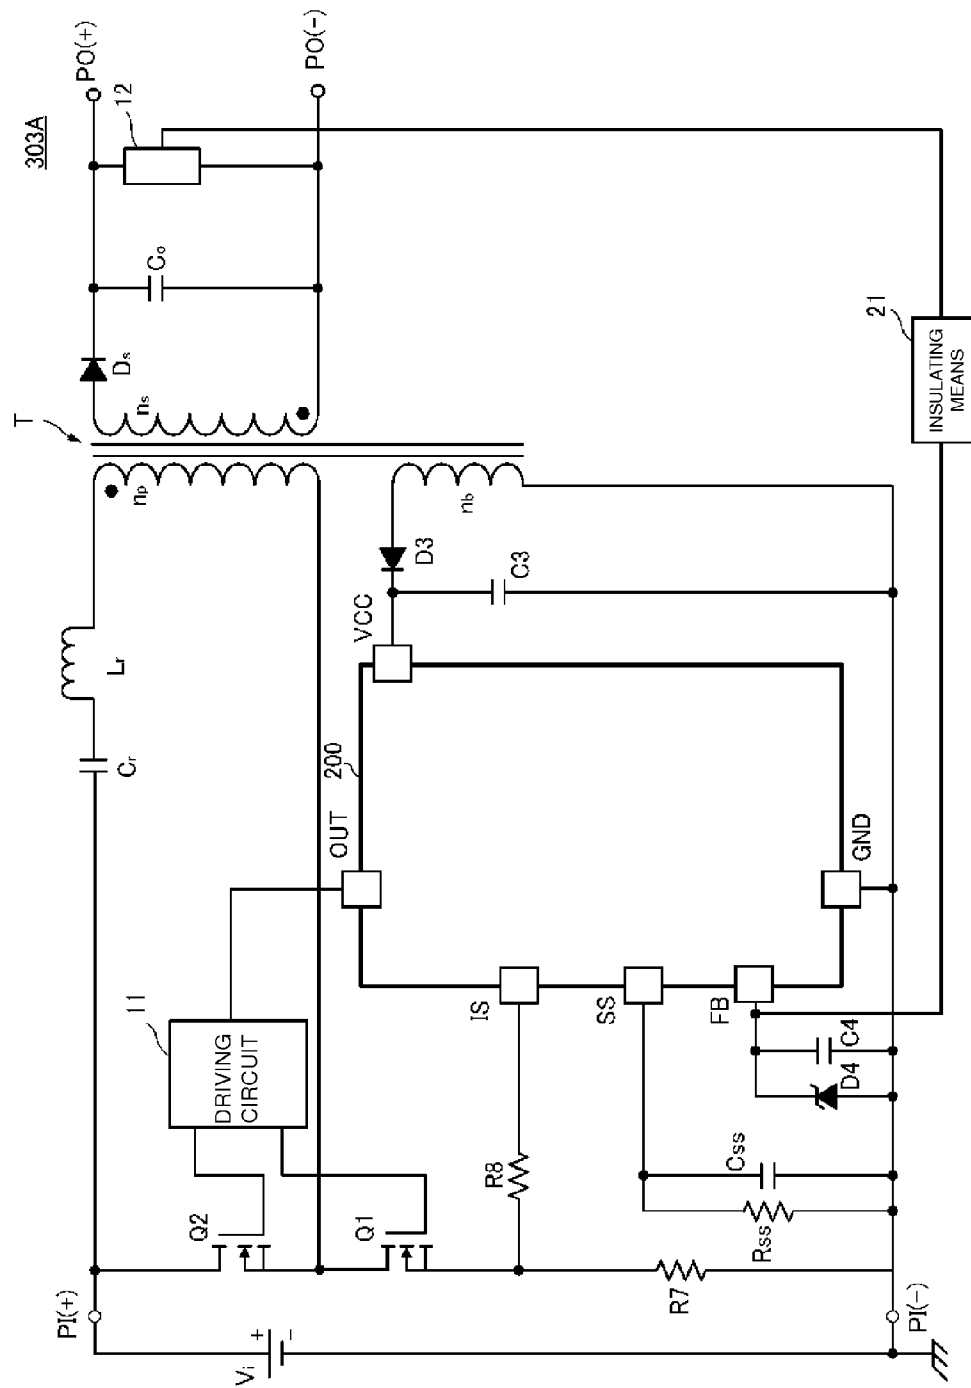 303A
PO(+)
PO(-)
12
Co
Ds
ns
T
np
nb
D3
C3
VCC
Lr
Cr
200
OUT
GND
IS
SS
FB
11
DRIVING
CIRCUIT
21
INSULATING
MEANS
C4
D4
Css
Rss
R8
R7
Q2
Q1
PI(+)
PI(-)
Vi
+
-